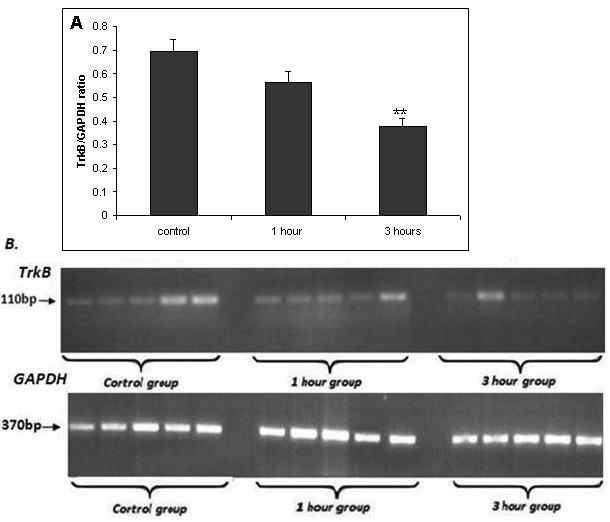 A
TrkB/GAPDH ratio
0.8
0.7
0.6
0.5
0.4
0.3
0.2
0.1
0
**
control 1 hour 3 hours
B.
TrkB
110bp→
Cortrol group 1 hour group 3 hour group
GAPDH
370bp→
Control group 1 hour group 3 hour group